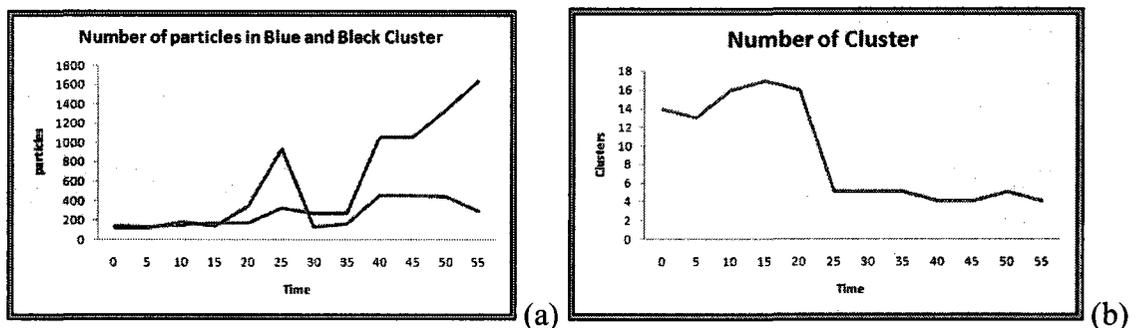 Number of particles in Blue and Black Cluster
1800
1600
1400
1200
1000
800
600
400
200
0
particles
0 5 10 15 20 25 30 35 40 45 50 55
Time
(a)
Number of Cluster
18
16
14
12
10
8
6
4
2
0
Clusters
0 5 10 15 20 25 30 35 40 45 50 55
Time
(b)